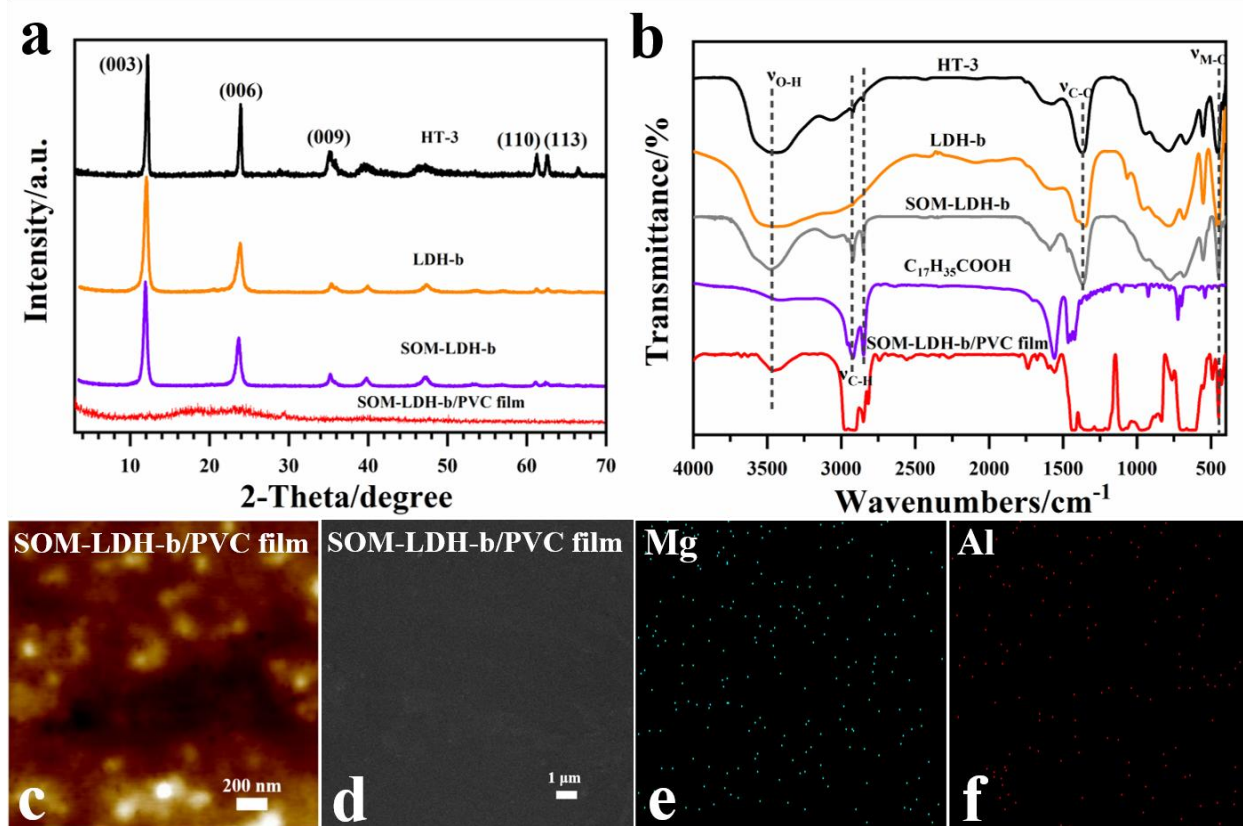 a
(003)
(006)
(009)
(110) (113)
HT-3
LDH-b
SOM-LDH-b
SOM-LDH-b/PVC film
Intensity/a.u.
10 20 30 40 50 60 70
2-Theta/degree
b
νO-H
νC-O
νM-O
HT-3
LDH-b
SOM-LDH-b
C17H35COOH
SOM-LDH-b/PVC film
νC-H
Transmittance/%
4000 3500 3000 2500 2000 1500 1000 500
Wavenumbers/cm-1
SOM-LDH-b/PVC film
200 nm
c
SOM-LDH-b/PVC film
1 μm
d
Mg
e
Al
f